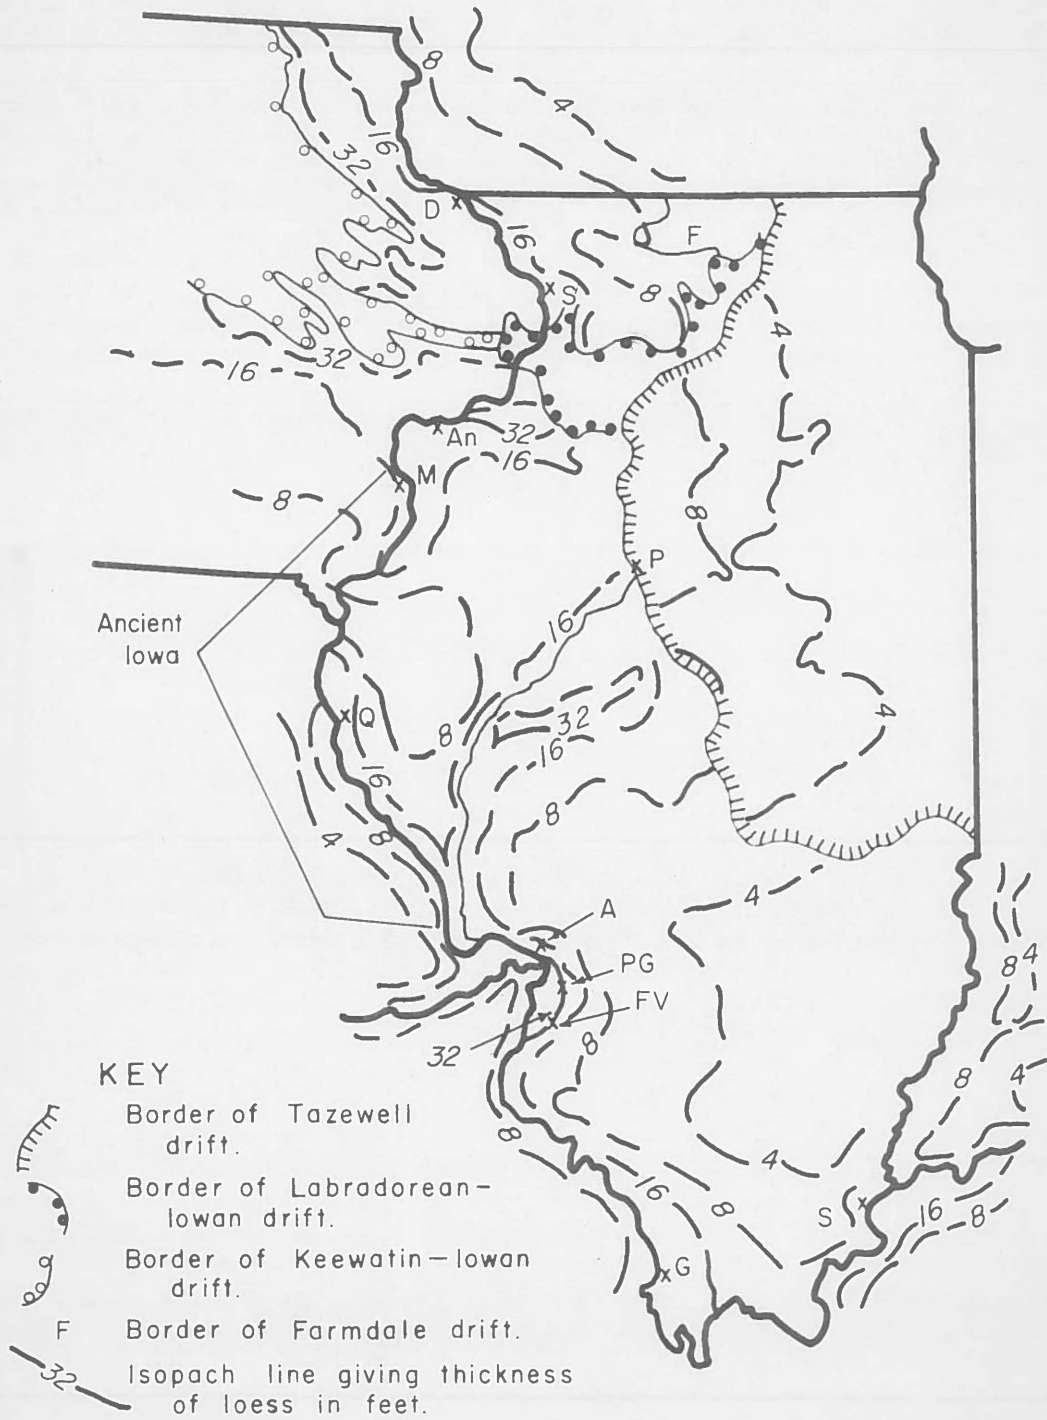 8
4
16
32
D
16
F
S
8
4
32
16
An
32
16
M
8
8
P
Ancient
Iowa
16
Q
32
4
8
16
16
8
4
8
4
A
PG
8 4
FV
32
8
8 4
KEY
Border of Tazewell
drift.
8
4
Border of Labradorean-
Iowan drift.
16
8
S
16
8
Border of Keewatin-Iowan
drift.
G
F Border of Farmdale drift.
32 Isopach line giving thickness
of loess in feet.